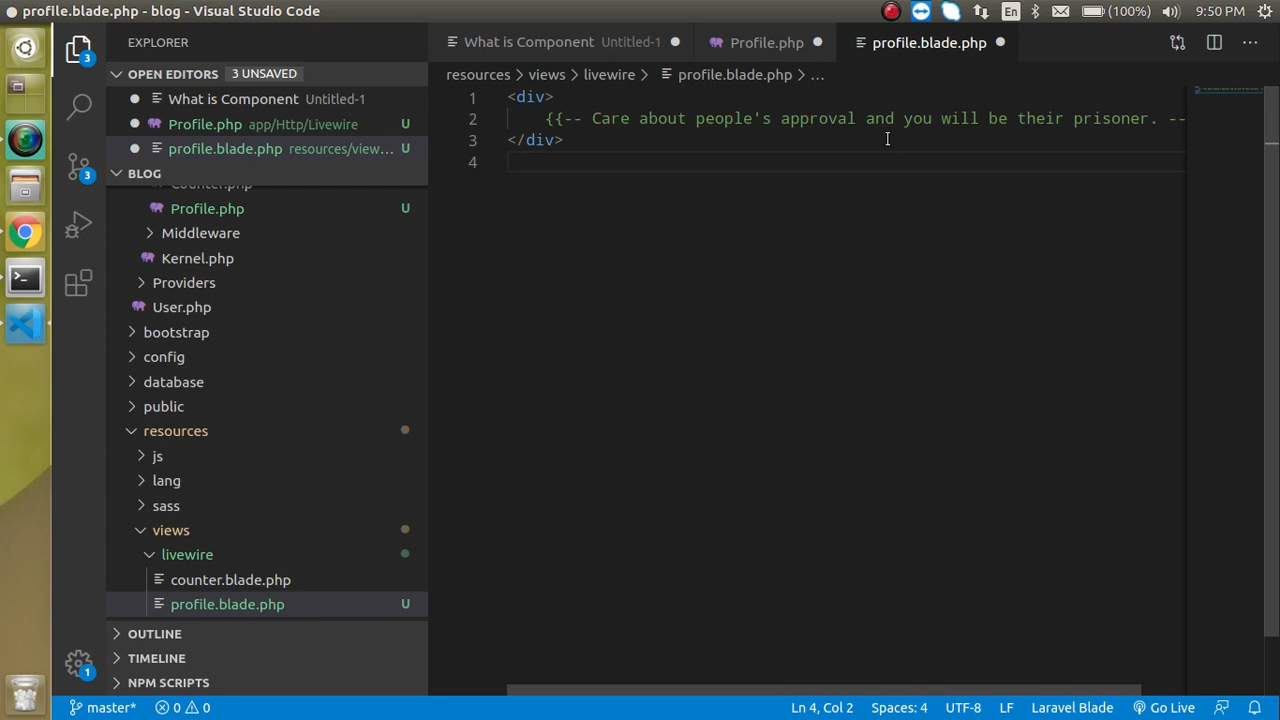 profile.blade.php - blog - Visual Studio Code
En (100%) 9:50 PM
EXPLORER
What is Component Untitled-1
Profile.php
profile.blade.php
OPEN EDITORS 3 UNSAVED
What is Component Untitled-1
Profile.php app/Http/Livewire U
profile.blade.php resources/view... U
resources > views > livewire > profile.blade.php > ...
1 <div>
2 {{-- Care about people's approval and you will be their prisoner. --
3 </div>
4
BLOG
Counter.php
Profile.php U
Middleware
Kernel.php
Providers
User.php
bootstrap
config
database
public
resources
js
lang
sass
views
livewire
counter.blade.php
profile.blade.php U
OUTLINE
TIMELINE
NPM SCRIPTS
3
3
1
master* 0 0
Ln 4, Col 2 Spaces: 4 UTF-8 LF Laravel Blade Go Live